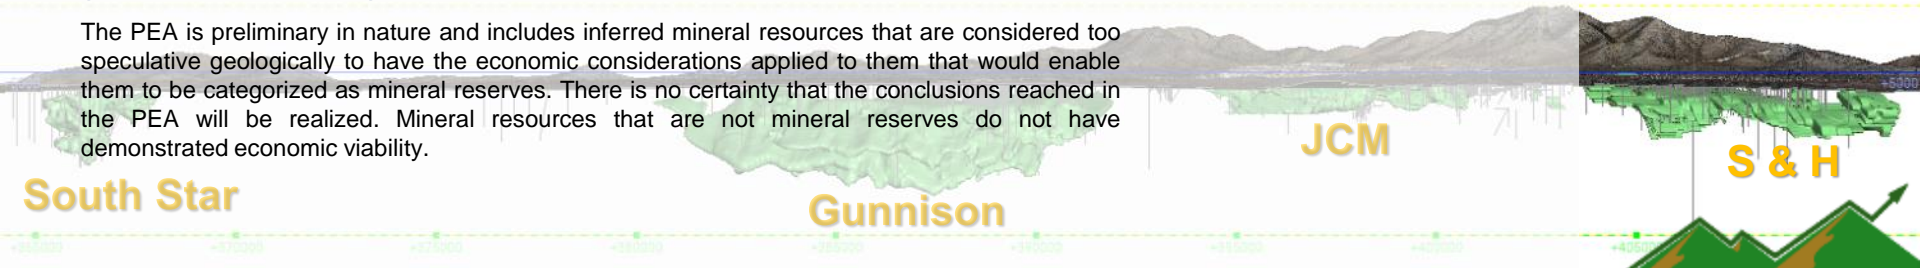 The PEA is preliminary in nature and includes inferred mineral resources that are considered too
speculative geologically to have the economic considerations applied to them that would enable
them to be categorized as mineral reserves. There is no certainty that the conclusions reached in
the PEA will be realized. Mineral resources that are not mineral reserves do not have
demonstrated economic viability.
JCM
S & H
South Star
Gunnison